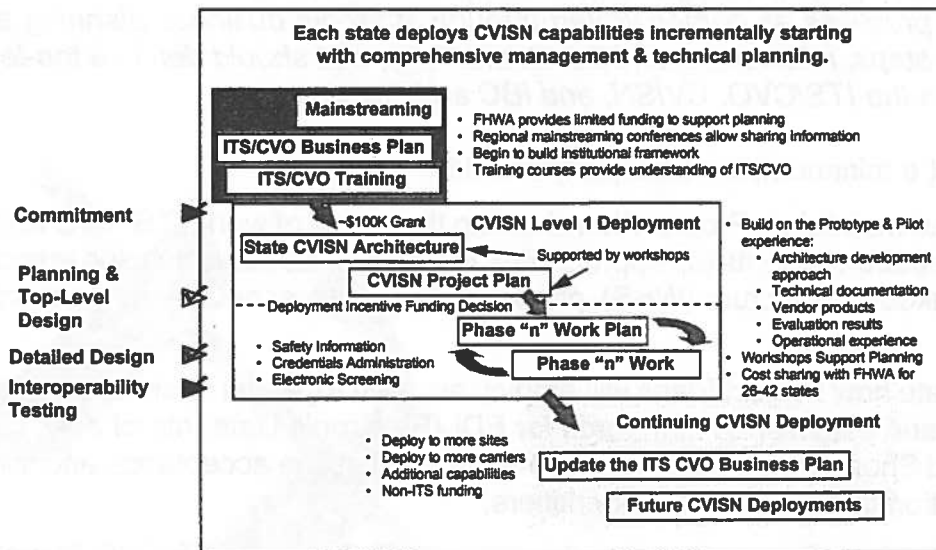 Each state deploys CVISN capabilities incrementally starting
with comprehensive management & technical planning.
Mainstreaming
ITS/CVO Business Plan
ITS/CVO Training
• FHWA provides limited funding to support planning
• Regional mainstreaming conferences allow sharing information
• Begin to build institutional framework
• Training courses provide understanding of ITS/CVO
Commitment
Planning &
Top-Level
Design
Detailed Design
Interoperability
Testing
$100K Grant
CVISN Level 1 Deployment
State CVISN Architecture
Supported by workshops
CVISN Project Plan
Deployment Incentive Funding Decision
Phase "n" Work Plan
Phase "n" Work
• Safety Information
• Credentials Administration
• Electronic Screening
• Build on the Prototype & Pilot
experience:
• Architecture development
approach
• Technical documentation
• Vendor products
• Evaluation results
• Operational experience
• Workshops Support Planning
• Cost sharing with FHWA for
26-42 states
Continuing CVISN Deployment
• Deploy to more sites
• Deploy to more carriers
• Additional capabilities
• Non-ITS funding
Update the ITS CVO Business Plan
Future CVISN Deployments